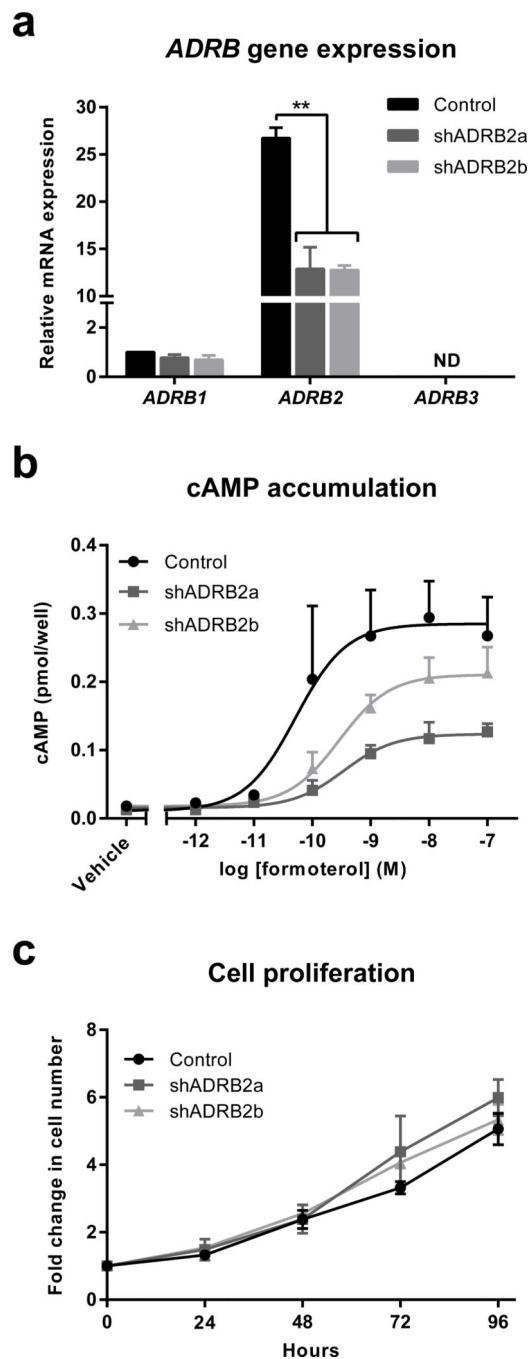 a
ADRB gene expression
Relative mRNA expression
30
25
20
15
10
2
0
**
Control
shADRB2a
shADRB2b
ND
ADRB1 ADRB2 ADRB3
b
cAMP accumulation
cAMP (pmol/well)
0.4
0.3
0.2
0.1
0.0
Control
shADRB2a
shADRB2b
Vehicle -12 -11 -10 -9 -8 -7
log [formoterol] (M)
c
Cell proliferation
Fold change in cell number
8
6
4
2
0
Control
shADRB2a
shADRB2b
0 24 48 72 96
Hours